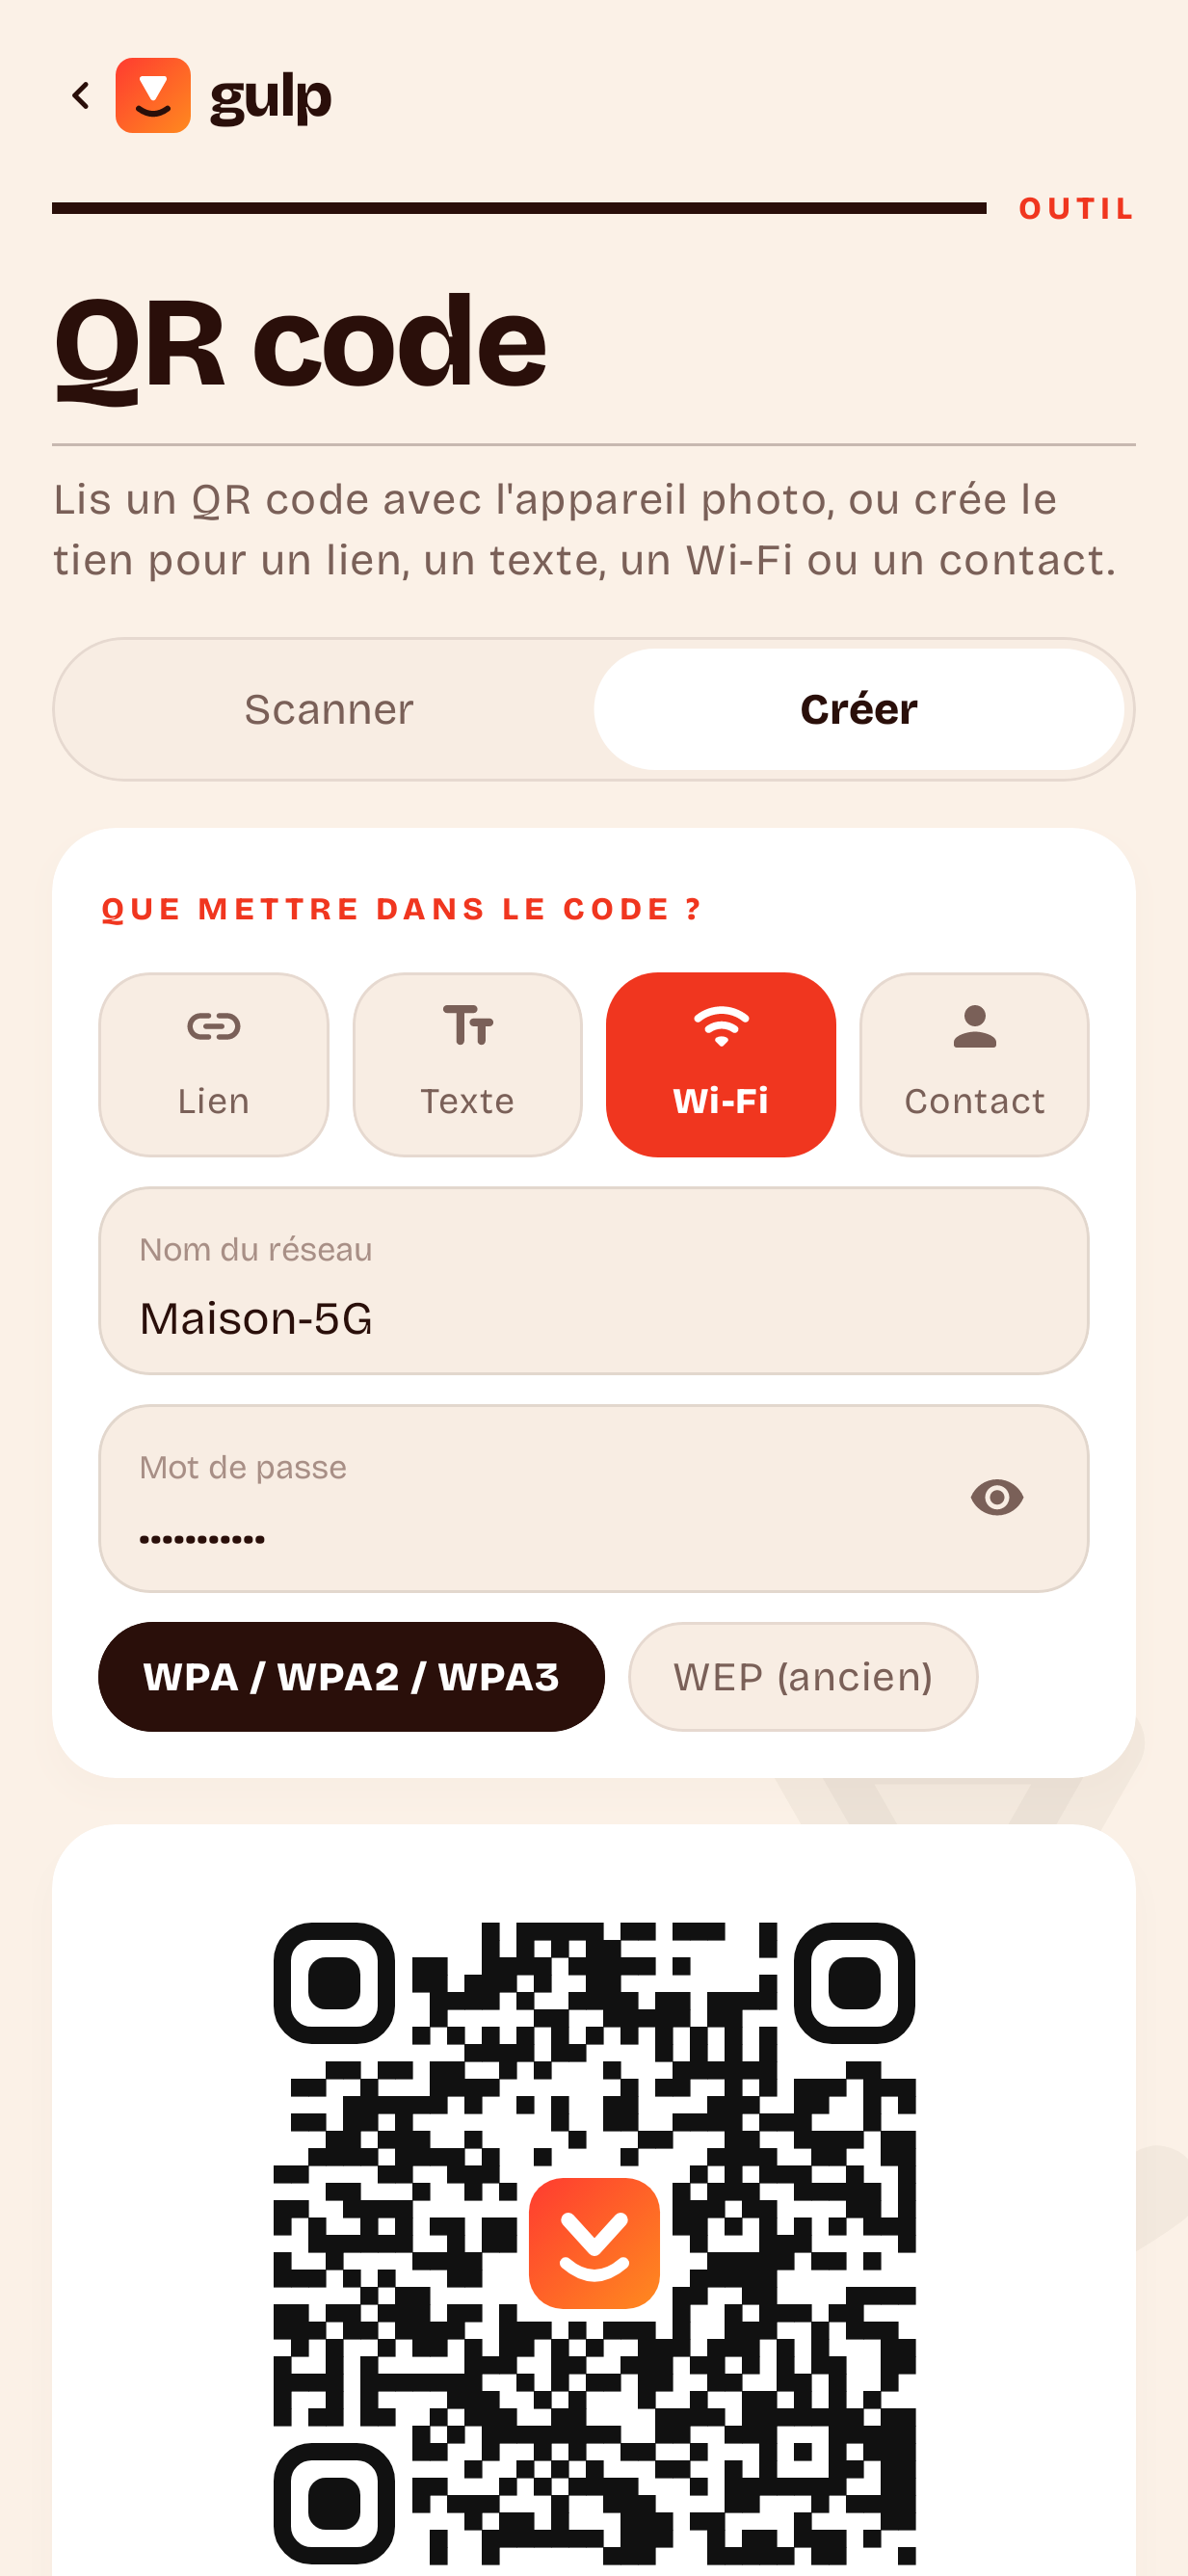 gulp
OUTIL
QR code
Lis un QR code avec l'appareil photo, ou crée le
tien pour un lien, un texte, un Wi-Fi ou un contact.
Scanner
Créer
QUE METTRE DANS LE CODE ?
Lien
Texte
Wi-Fi
Contact
Nom du réseau
Maison-5G
Mot de passe
•••••••••••
WPA / WPA2 / WPA3
WEP (ancien)